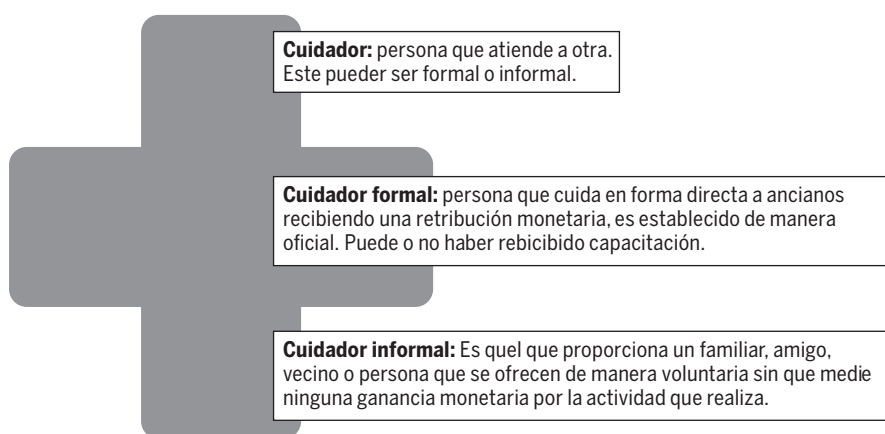 Cuidador: persona que atiende a otra.
Este pueder ser formal o informal.
Cuidador formal: persona que cuida en forma directa a ancianos
recibiendo una retribución monetaria, es establecido de manera
oficial. Puede o no haber rebicibido capacitación.
Cuidador informal: Es quel que proporciona un familiar, amigo,
vecino o persona que se ofrecen de manera voluntaria sin que medie
ninguna ganancia monetaria por la actividad que realiza.